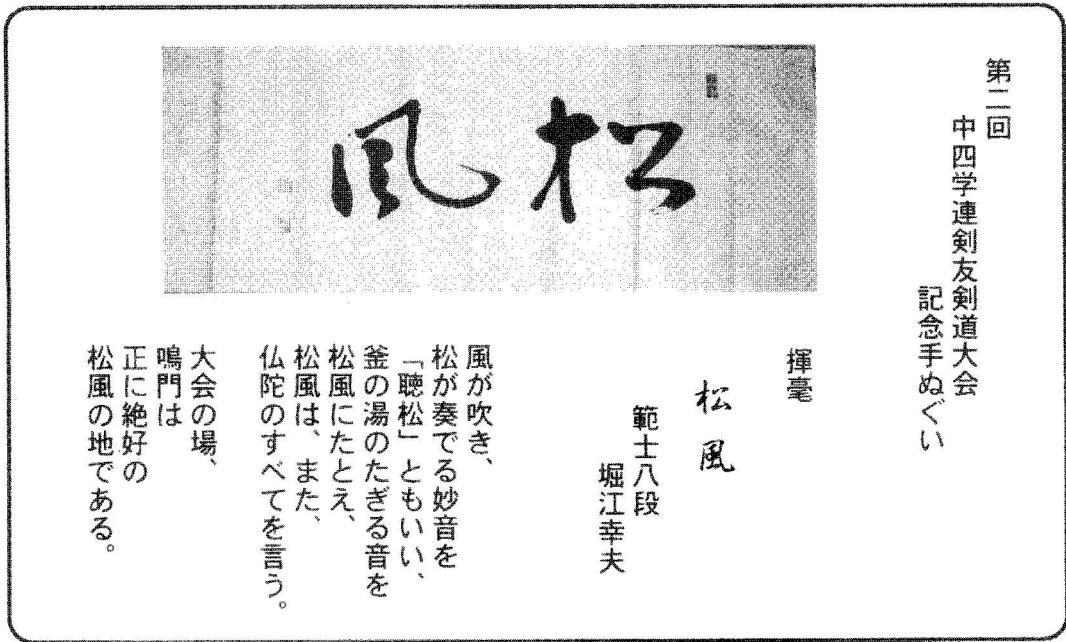 第二回
中四学連剣友剣道大会
記念手ぬぐい
松風
揮毫
松風
範士八段
堀江幸夫
風が吹き、
松が奏でる妙音を
「聴松」ともいい、
釜の湯のたぎる音を
松風にたとえ、
松風は、また、
仏陀のすべてを言う。
大会の場、
鳴門は
正に絶好の
松風の地である。